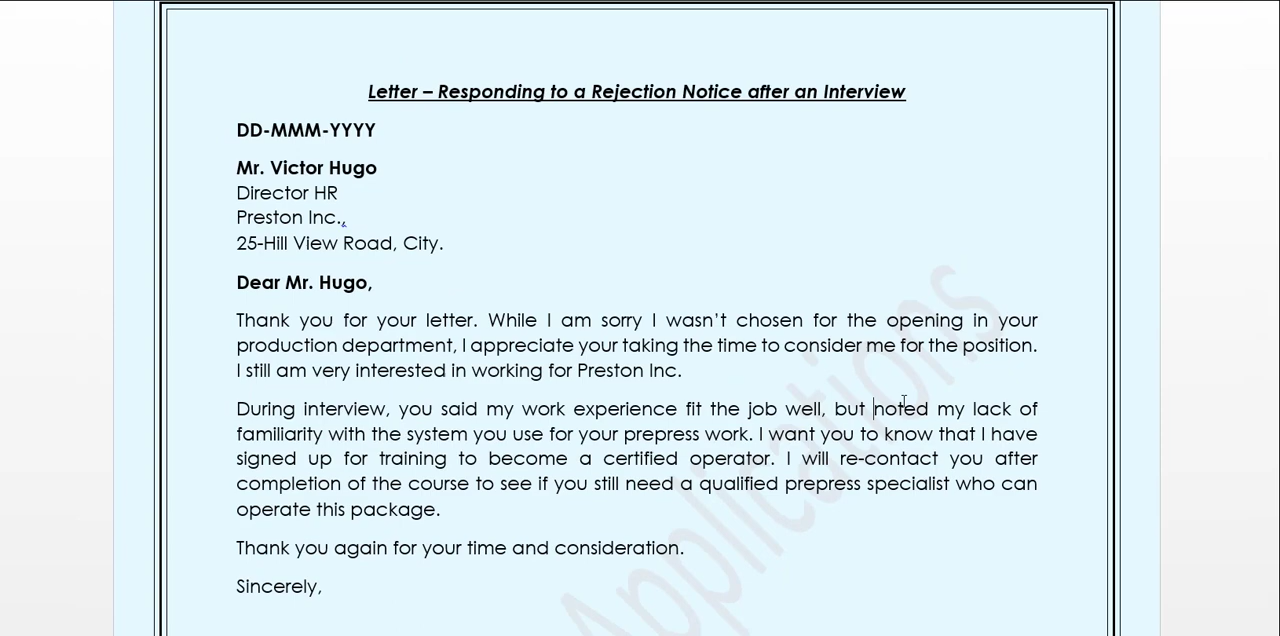 Letter – Responding to a Rejection Notice after an Interview
DD-MMM-YYYY
Mr. Victor Hugo
Director HR
Preston Inc.,
25-Hill View Road, City.
Dear Mr. Hugo,
Thank you for your letter. While I am sorry I wasn’t chosen for the opening in your
production department, I appreciate your taking the time to consider me for the position.
I still am very interested in working for Preston Inc.
During interview, you said my work experience fit the job well, but noted my lack of
familiarity with the system you use for your prepress work. I want you to know that I have
signed up for training to become a certified operator. I will re-contact you after
completion of the course to see if you still need a qualified prepress specialist who can
operate this package.
Thank you again for your time and consideration.
Sincerely,
Applications